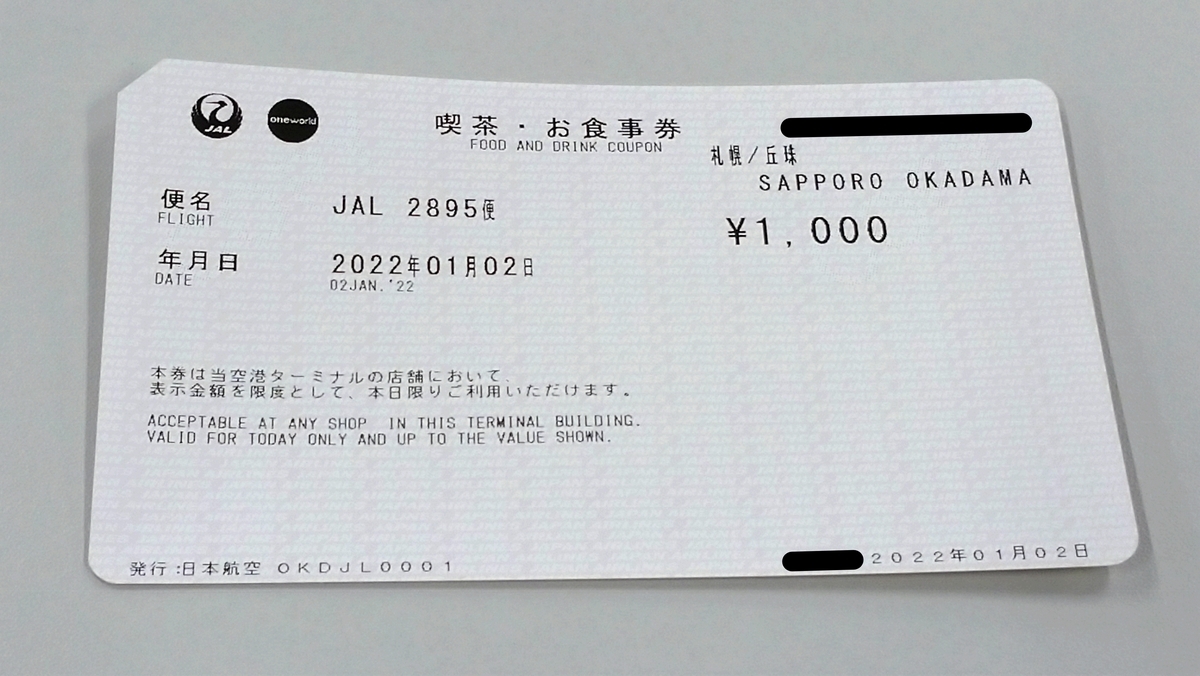 JAL
oneworld
喫茶・お食事券
FOOD AND DRINK COUPON
札幌／丘珠
SAPPORO OKADAMA
便名
FLIGHT
JAL 2895便
¥1,000
年月日
DATE
2022年01月02日
02JAN.'22
本券は当空港ターミナルの店舗において、
表示金額を限度として、本日限りご利用いただけます。
ACCEPTABLE AT ANY SHOP IN THIS TERMINAL BUILDING.
VALID FOR TODAY ONLY AND UP TO THE VALUE SHOWN.
発行:日本航空 OKDJL0001
2022年01月02日